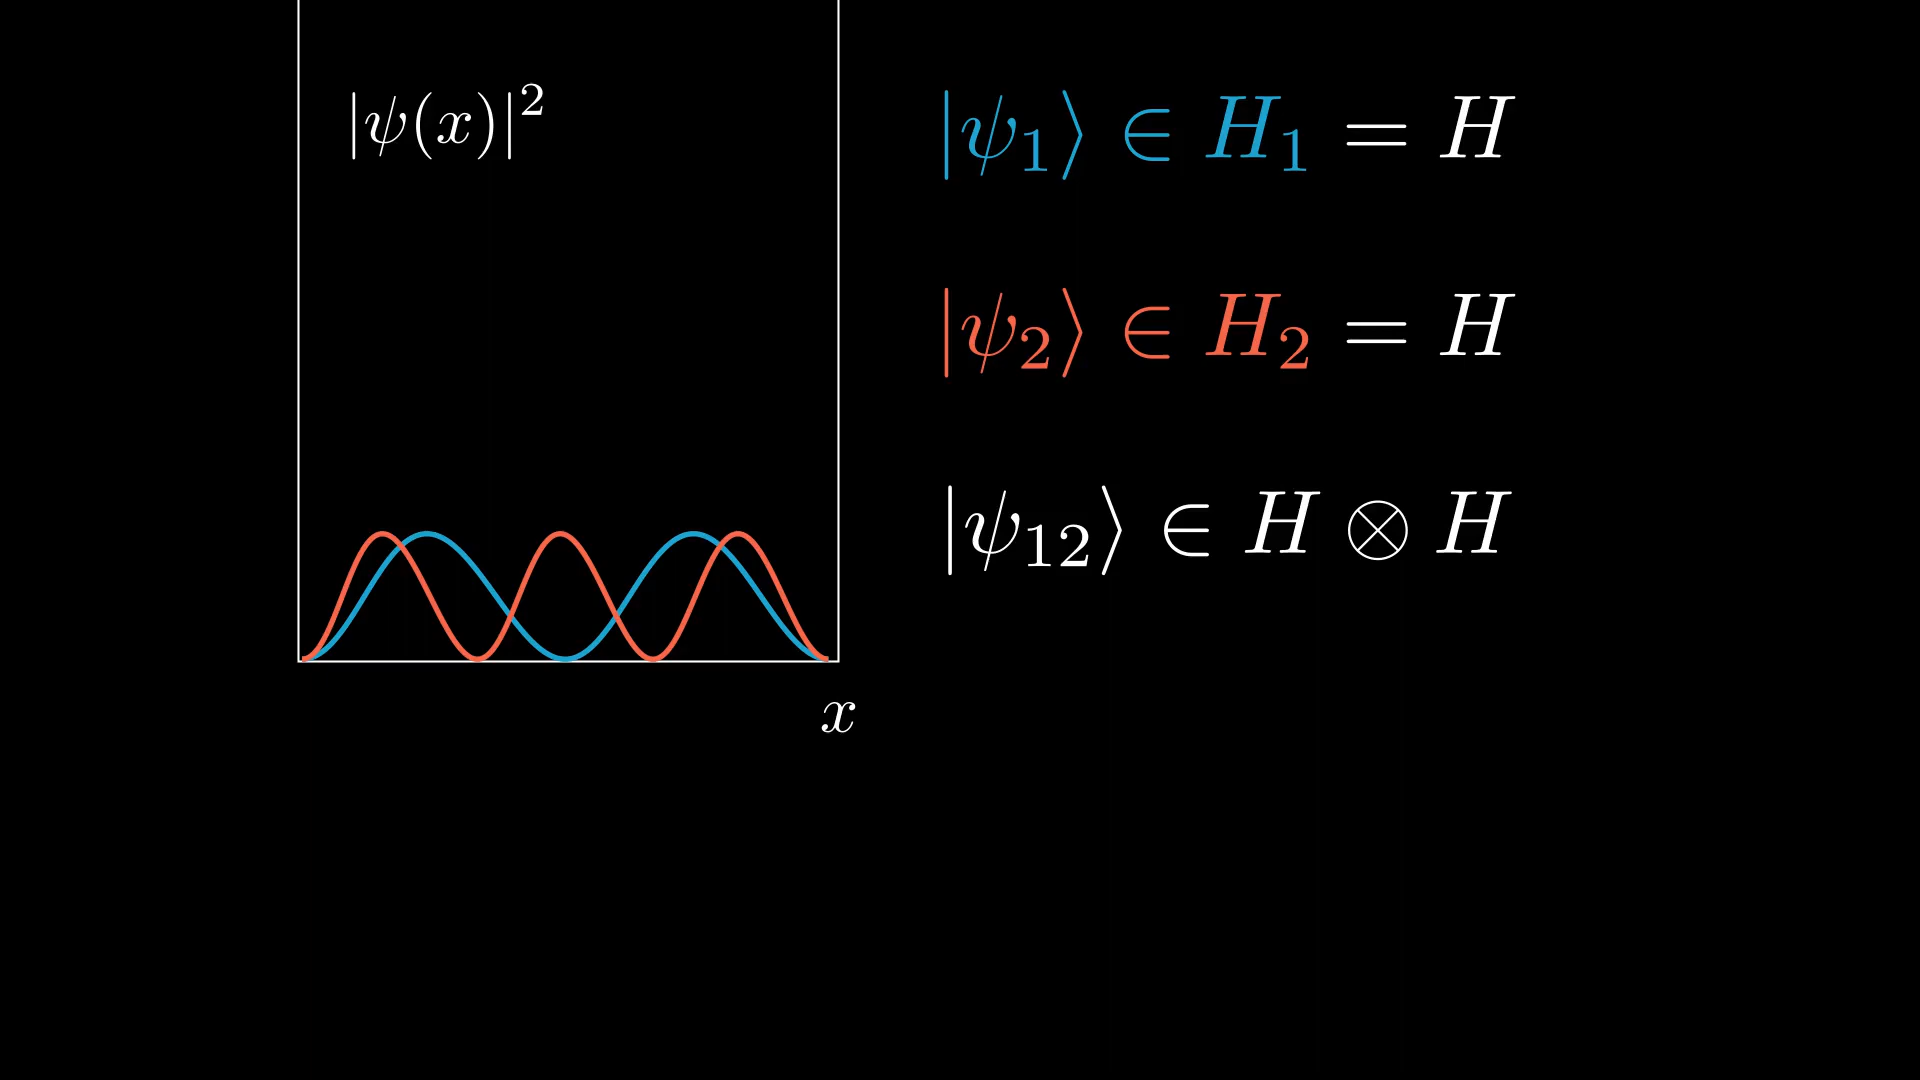 |ψ(x)|²
|ψ₁⟩ ∈ H₁ = H
|ψ₂⟩ ∈ H₂ = H
|ψ₁₂⟩ ∈ H ⊗ H
x